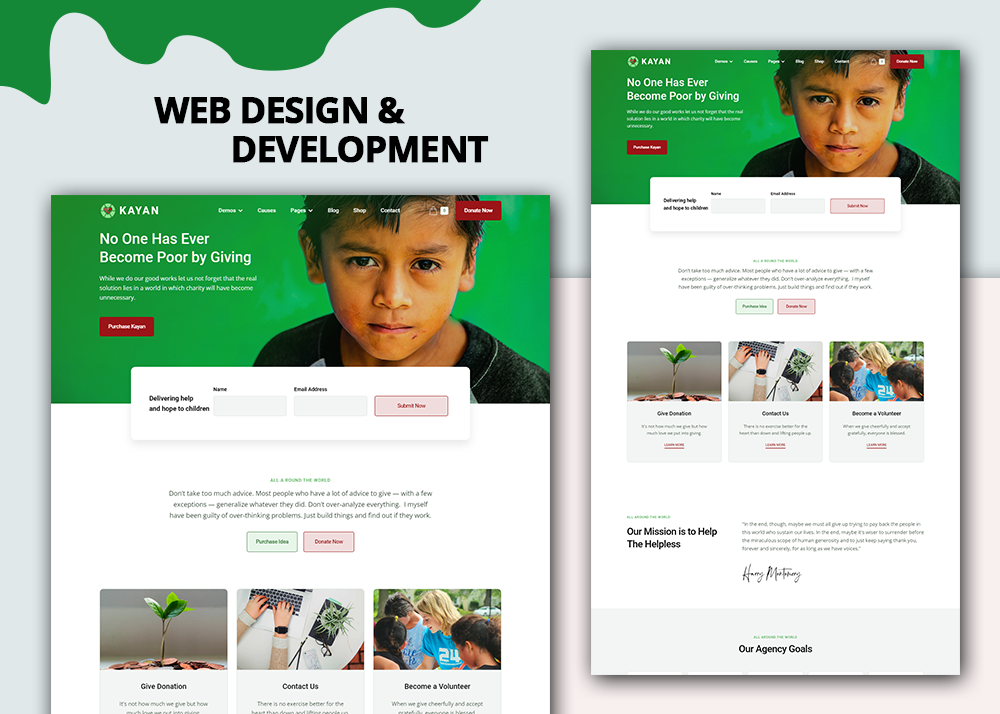 WEB DESIGN &
DEVELOPMENT
KAYAN
Demos Causes Pages Blog Shop Contact 0 Donate Now
No One Has Ever
Become Poor by Giving
While we do our good works let us not forget that the real
solution lies in a world in which charity will have become
unnecessary.
Purchase Kayan
Delivering help
and hope to children
Name
Email Address
Submit Now
ALL A ROUND THE WORLD
Don't take too much advice. Most people who have a lot of advice to give — with a few
exceptions — generalize whatever they did. Don't over-analyze everything. I myself
have been guilty of over-thinking problems. Just build things and find out if they work.
Purchase Idea
Donate Now
24
Give Donation
It's not how much we give but how
much love we put into giving.
Contact Us
There is no exercise better for the
heart than down and lifting people up.
Become a Volunteer
When we give cheerfully and accept
gratefully, everyone is blessed.
KAYAN
Demos Causes Pages Blog Shop Contact 0 Donate Now
No One Has Ever
Become Poor by Giving
While we do our good works let us not forget that the real
solution lies in a world in which charity will have become
unnecessary.
Purchase Kayan
Delivering help
and hope to children
Name
Email Address
Submit Now
ALL A ROUND THE WORLD
Don't take too much advice. Most people who have a lot of advice to give — with a few
exceptions — generalize whatever they did. Don't over-analyze everything. I myself
have been guilty of over-thinking problems. Just build things and find out if they work.
Purchase Idea
Donate Now
24
Give Donation
It's not how much we give but how
much love we put into giving.
LEARN MORE
Contact Us
There is no exercise better for the
heart than down and lifting people up.
LEARN MORE
Become a Volunteer
When we give cheerfully and accept
gratefully, everyone is blessed.
LEARN MORE
ALL AROUND THE WORLD
Our Mission is to Help
The Helpless
"In the end, though, maybe we must all give up trying to pay back the people in
this world who sustain our lives. In the end, maybe it's wiser to surrender before
the miraculous scope of human generosity and to just keep saying thank you,
forever and sincerely, for as long as we have voices."
Harry Montmorry
ALL AROUND THE WORLD
Our Agency Goals